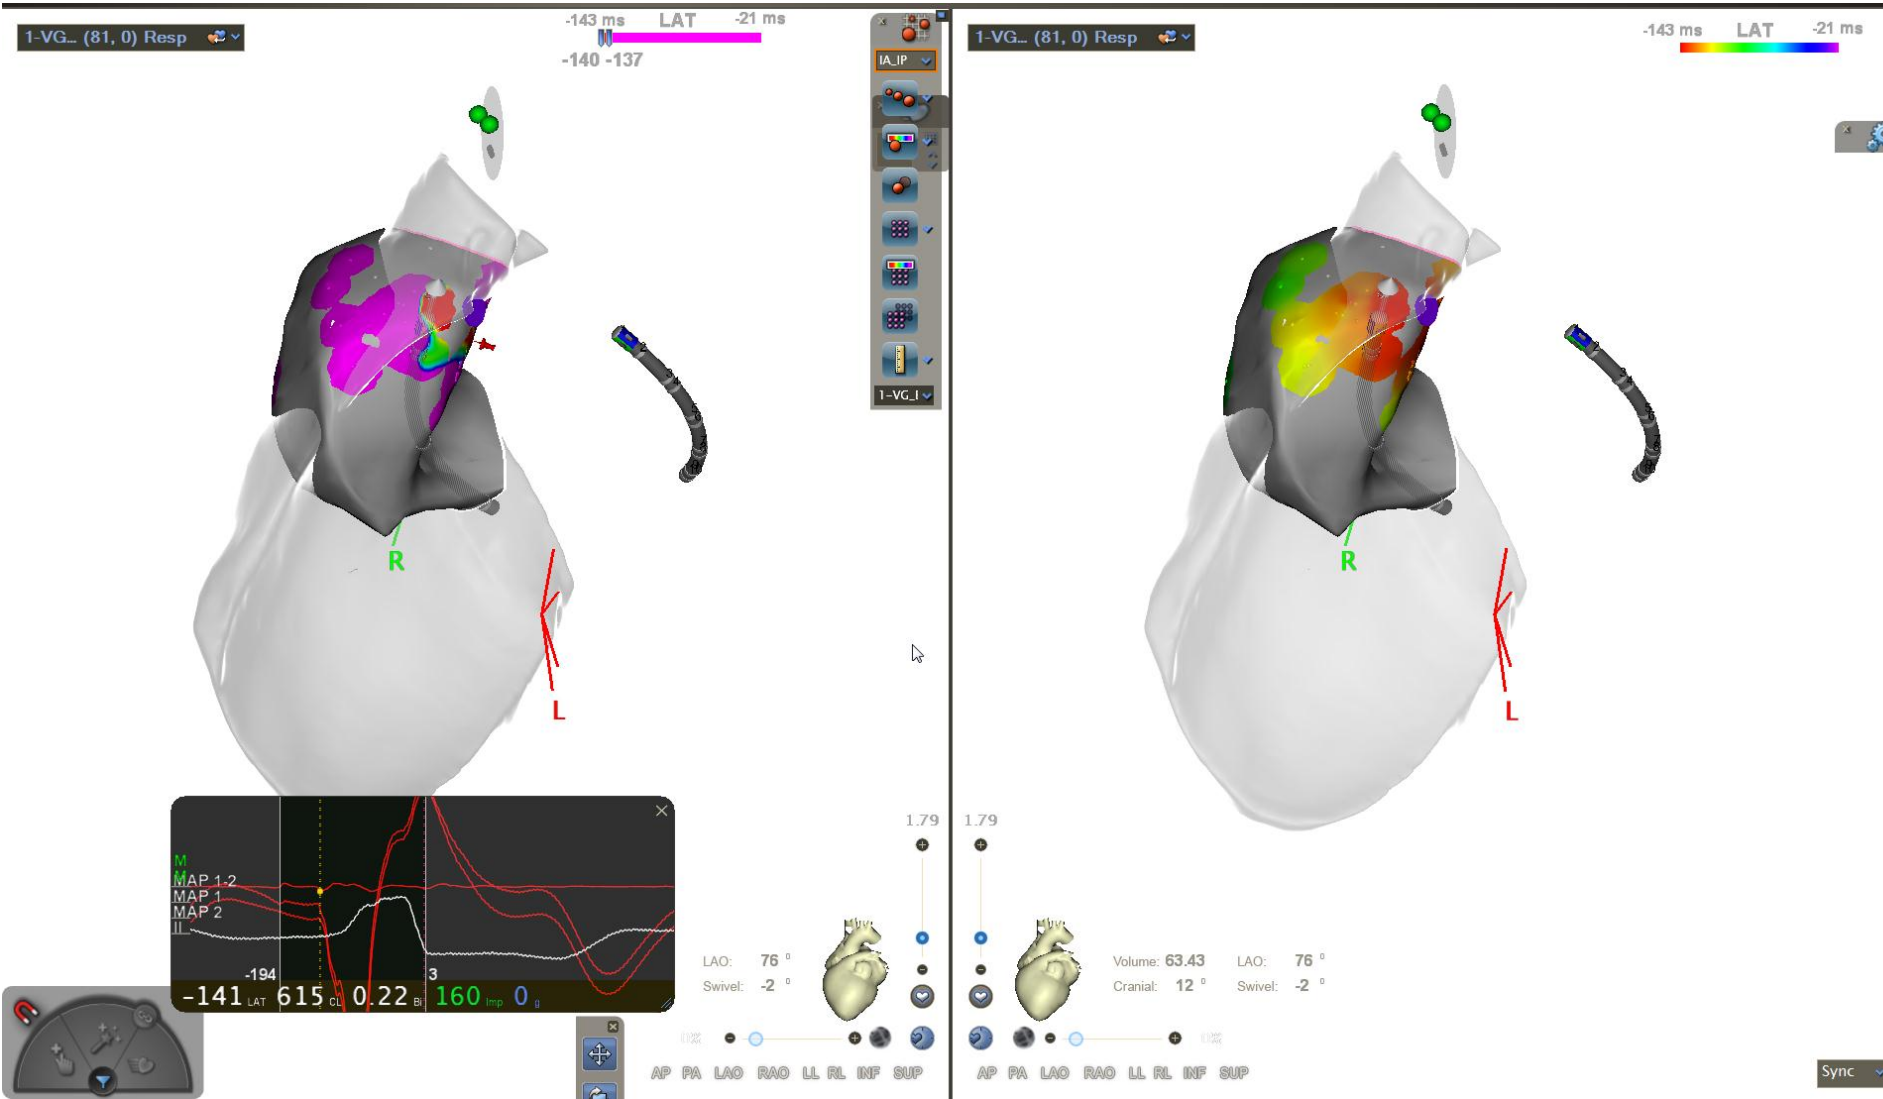 1-VG... (81, 0) Resp
-143 ms LAT -21 ms
-140 -137
IA_IP
1-VG_I
R
L
M
M
MAP 1-2
MAP 1
MAP 2
II
-194 3
-141 LAT 615 CL 0.22 Bi 160 Imp 0 g
1.79
LAO: 76 °
Swivel: -2 °
AP PA LAO RAO LL RL INF SUP
1-VG... (81, 0) Resp
-143 ms LAT -21 ms
R
L
1.79
Volume: 63.43 LAO: 76 °
Cranial: 12 ° Swivel: -2 °
AP PA LAO RAO LL RL INF SUP
Sync